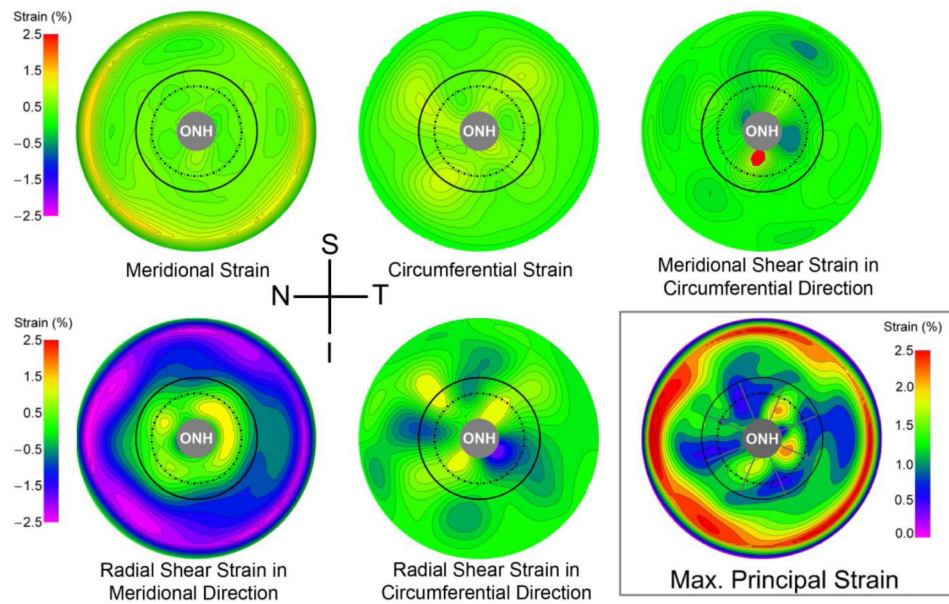 Strain (%)
2.5
1.5
0.5
−0.5
−1.5
−2.5
ONH
ONH
ONH
Meridional Strain
Circumferential Strain
Meridional Shear Strain in
Circumferential Direction
S
N
T
I
Strain (%)
2.5
1.5
0.5
−0.5
−1.5
−2.5
ONH
ONH
ONH
Strain (%)
2.5
2.0
1.5
1.0
0.5
0.0
Radial Shear Strain in
Meridional Direction
Radial Shear Strain in
Circumferential Direction
Max. Principal Strain